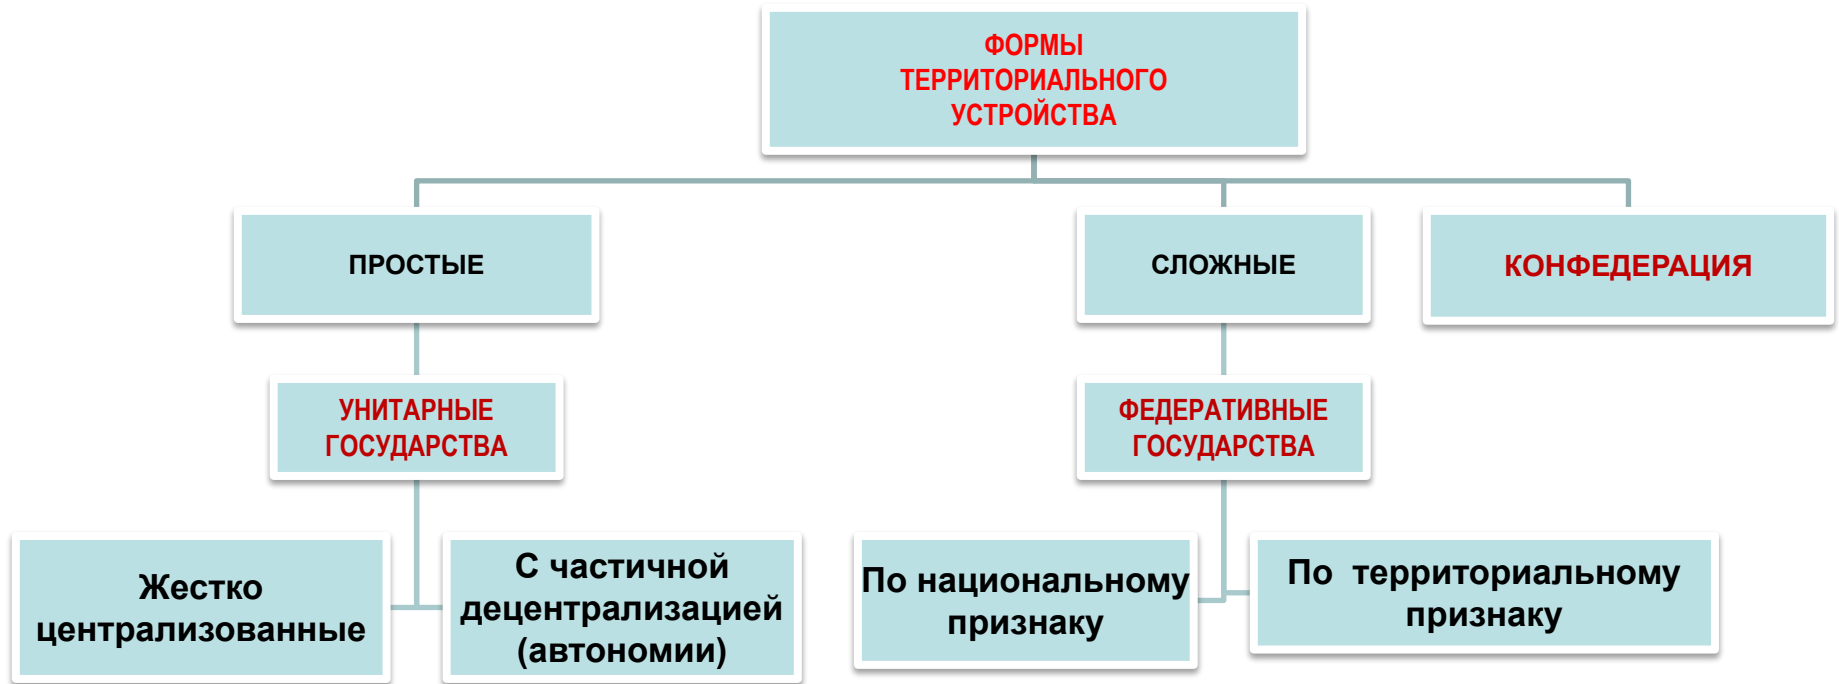 ФОРМЫ
ТЕРРИТОРИАЛЬНОГО
УСТРОЙСТВА
ПРОСТЫЕ
СЛОЖНЫЕ
КОНФЕДЕРАЦИЯ
УНИТАРНЫЕ
ГОСУДАРСТВА
ФЕДЕРАТИВНЫЕ
ГОСУДАРСТВА
Жестко
централизованные
С частичной
децентрализацией
(автономии)
По национальному
признаку
По территориальному
признаку